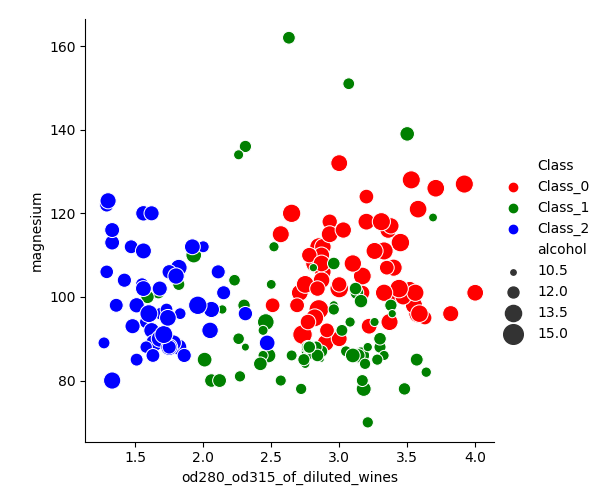 160
140
120
100
80
magnesium
1.5 2.0 2.5 3.0 3.5 4.0
od280_od315_of_diluted_wines
Class
Class_0
Class_1
Class_2
alcohol
10.5
12.0
13.5
15.0